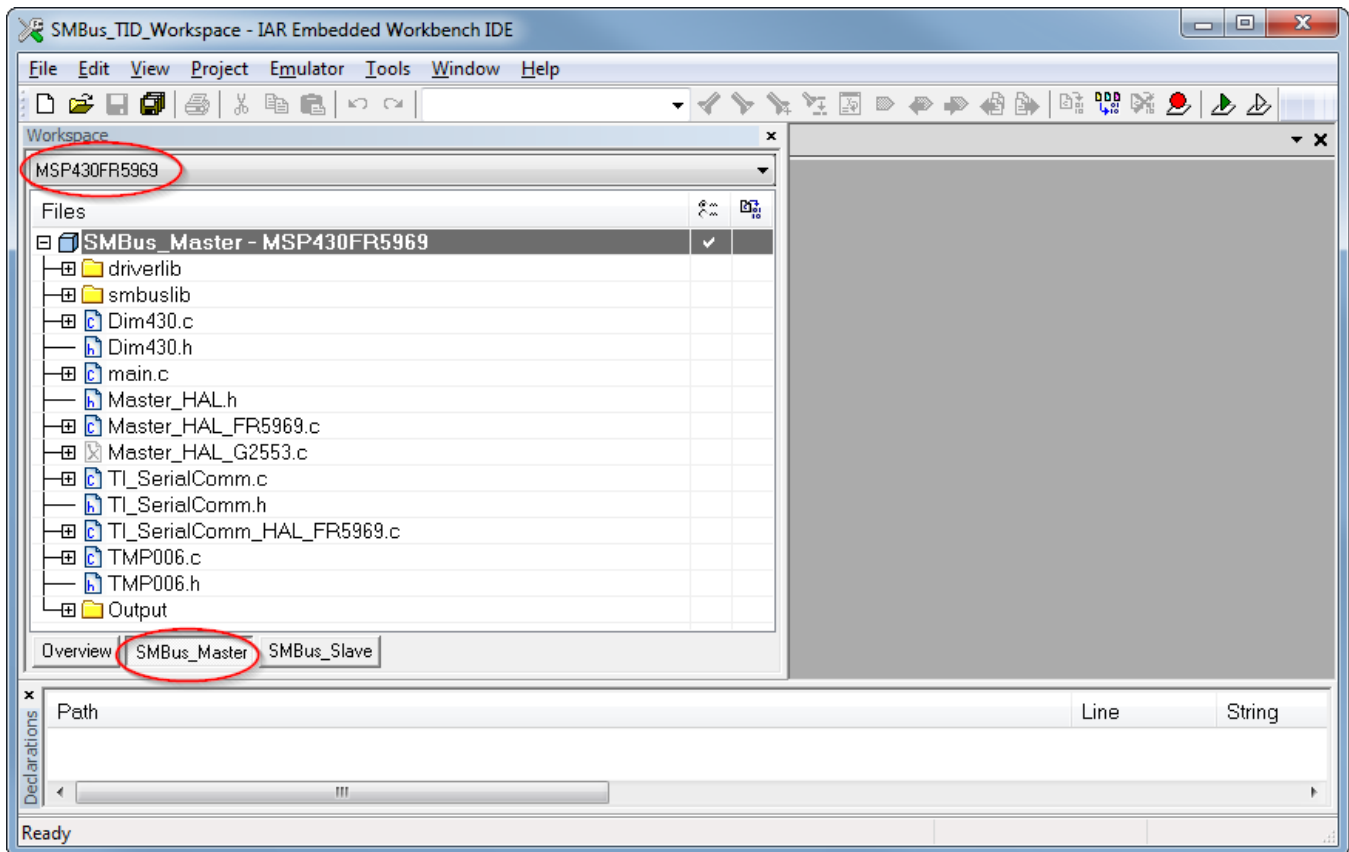 SMBus_TID_Workspace - IAR Embedded Workbench IDE
File Edit View Project Emulator Tools Window Help
Workspace
MSP430FR5969
Files
SMBus_Master - MSP430FR5969
driverlib
smbuslib
Dim430.c
Dim430.h
main.c
Master_HAL.h
Master_HAL_FR5969.c
Master_HAL_G2553.c
TI_SerialComm.c
TI_SerialComm.h
TI_SerialComm_HAL_FR5969.c
TMP006.c
TMP006.h
Output
Overview SMBus_Master SMBus_Slave
Declarations
Path Line String
Ready